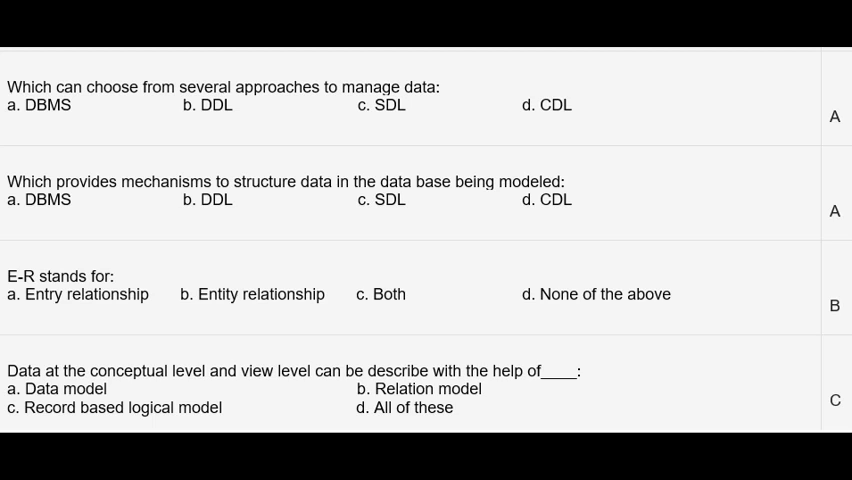 Which can choose from several approaches to manage data:
a. DBMS b. DDL c. SDL d. CDL
A
Which provides mechanisms to structure data in the data base being modeled:
a. DBMS b. DDL c. SDL d. CDL
A
E-R stands for:
a. Entry relationship b. Entity relationship c. Both d. None of the above
B
Data at the conceptual level and view level can be describe with the help of____:
a. Data model b. Relation model
c. Record based logical model d. All of these
C